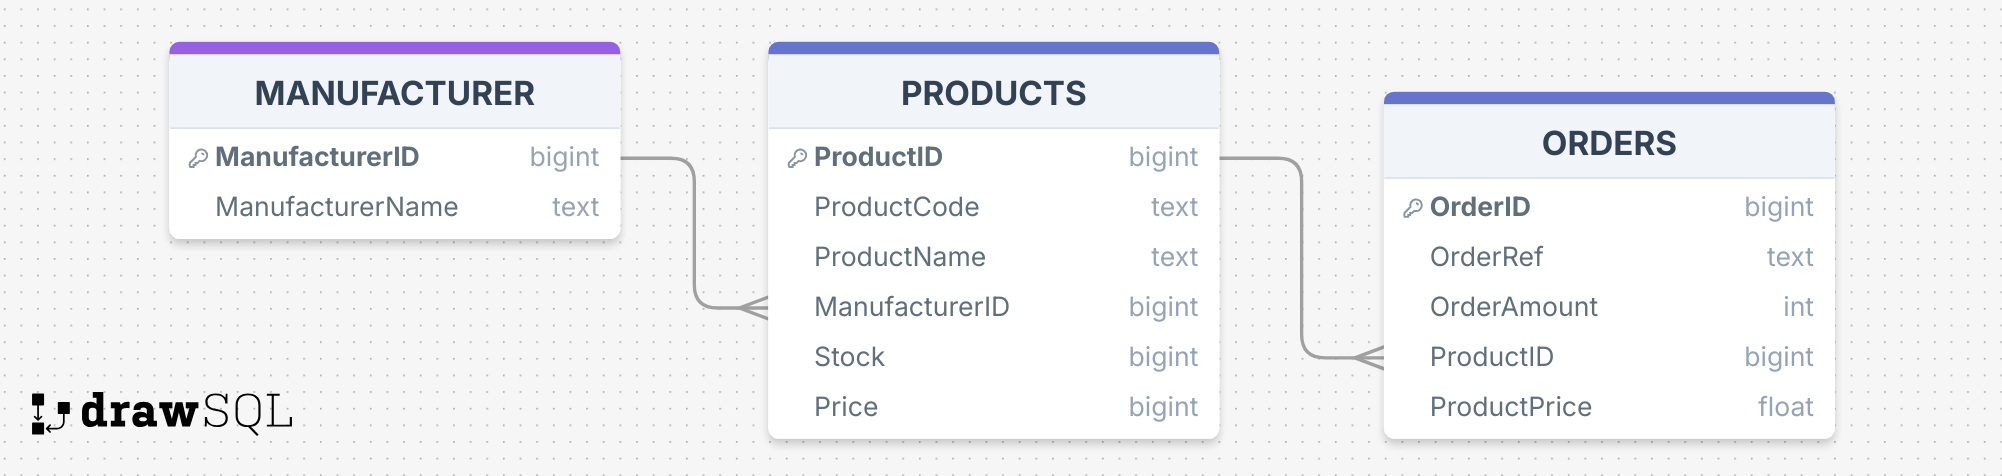 MANUFACTURER
ManufacturerID bigint
ManufacturerName text
PRODUCTS
ProductID bigint
ProductCode text
ProductName text
ManufacturerID bigint
Stock bigint
Price bigint
ORDERS
OrderID bigint
OrderRef text
OrderAmount int
ProductID bigint
ProductPrice float
drawSQL